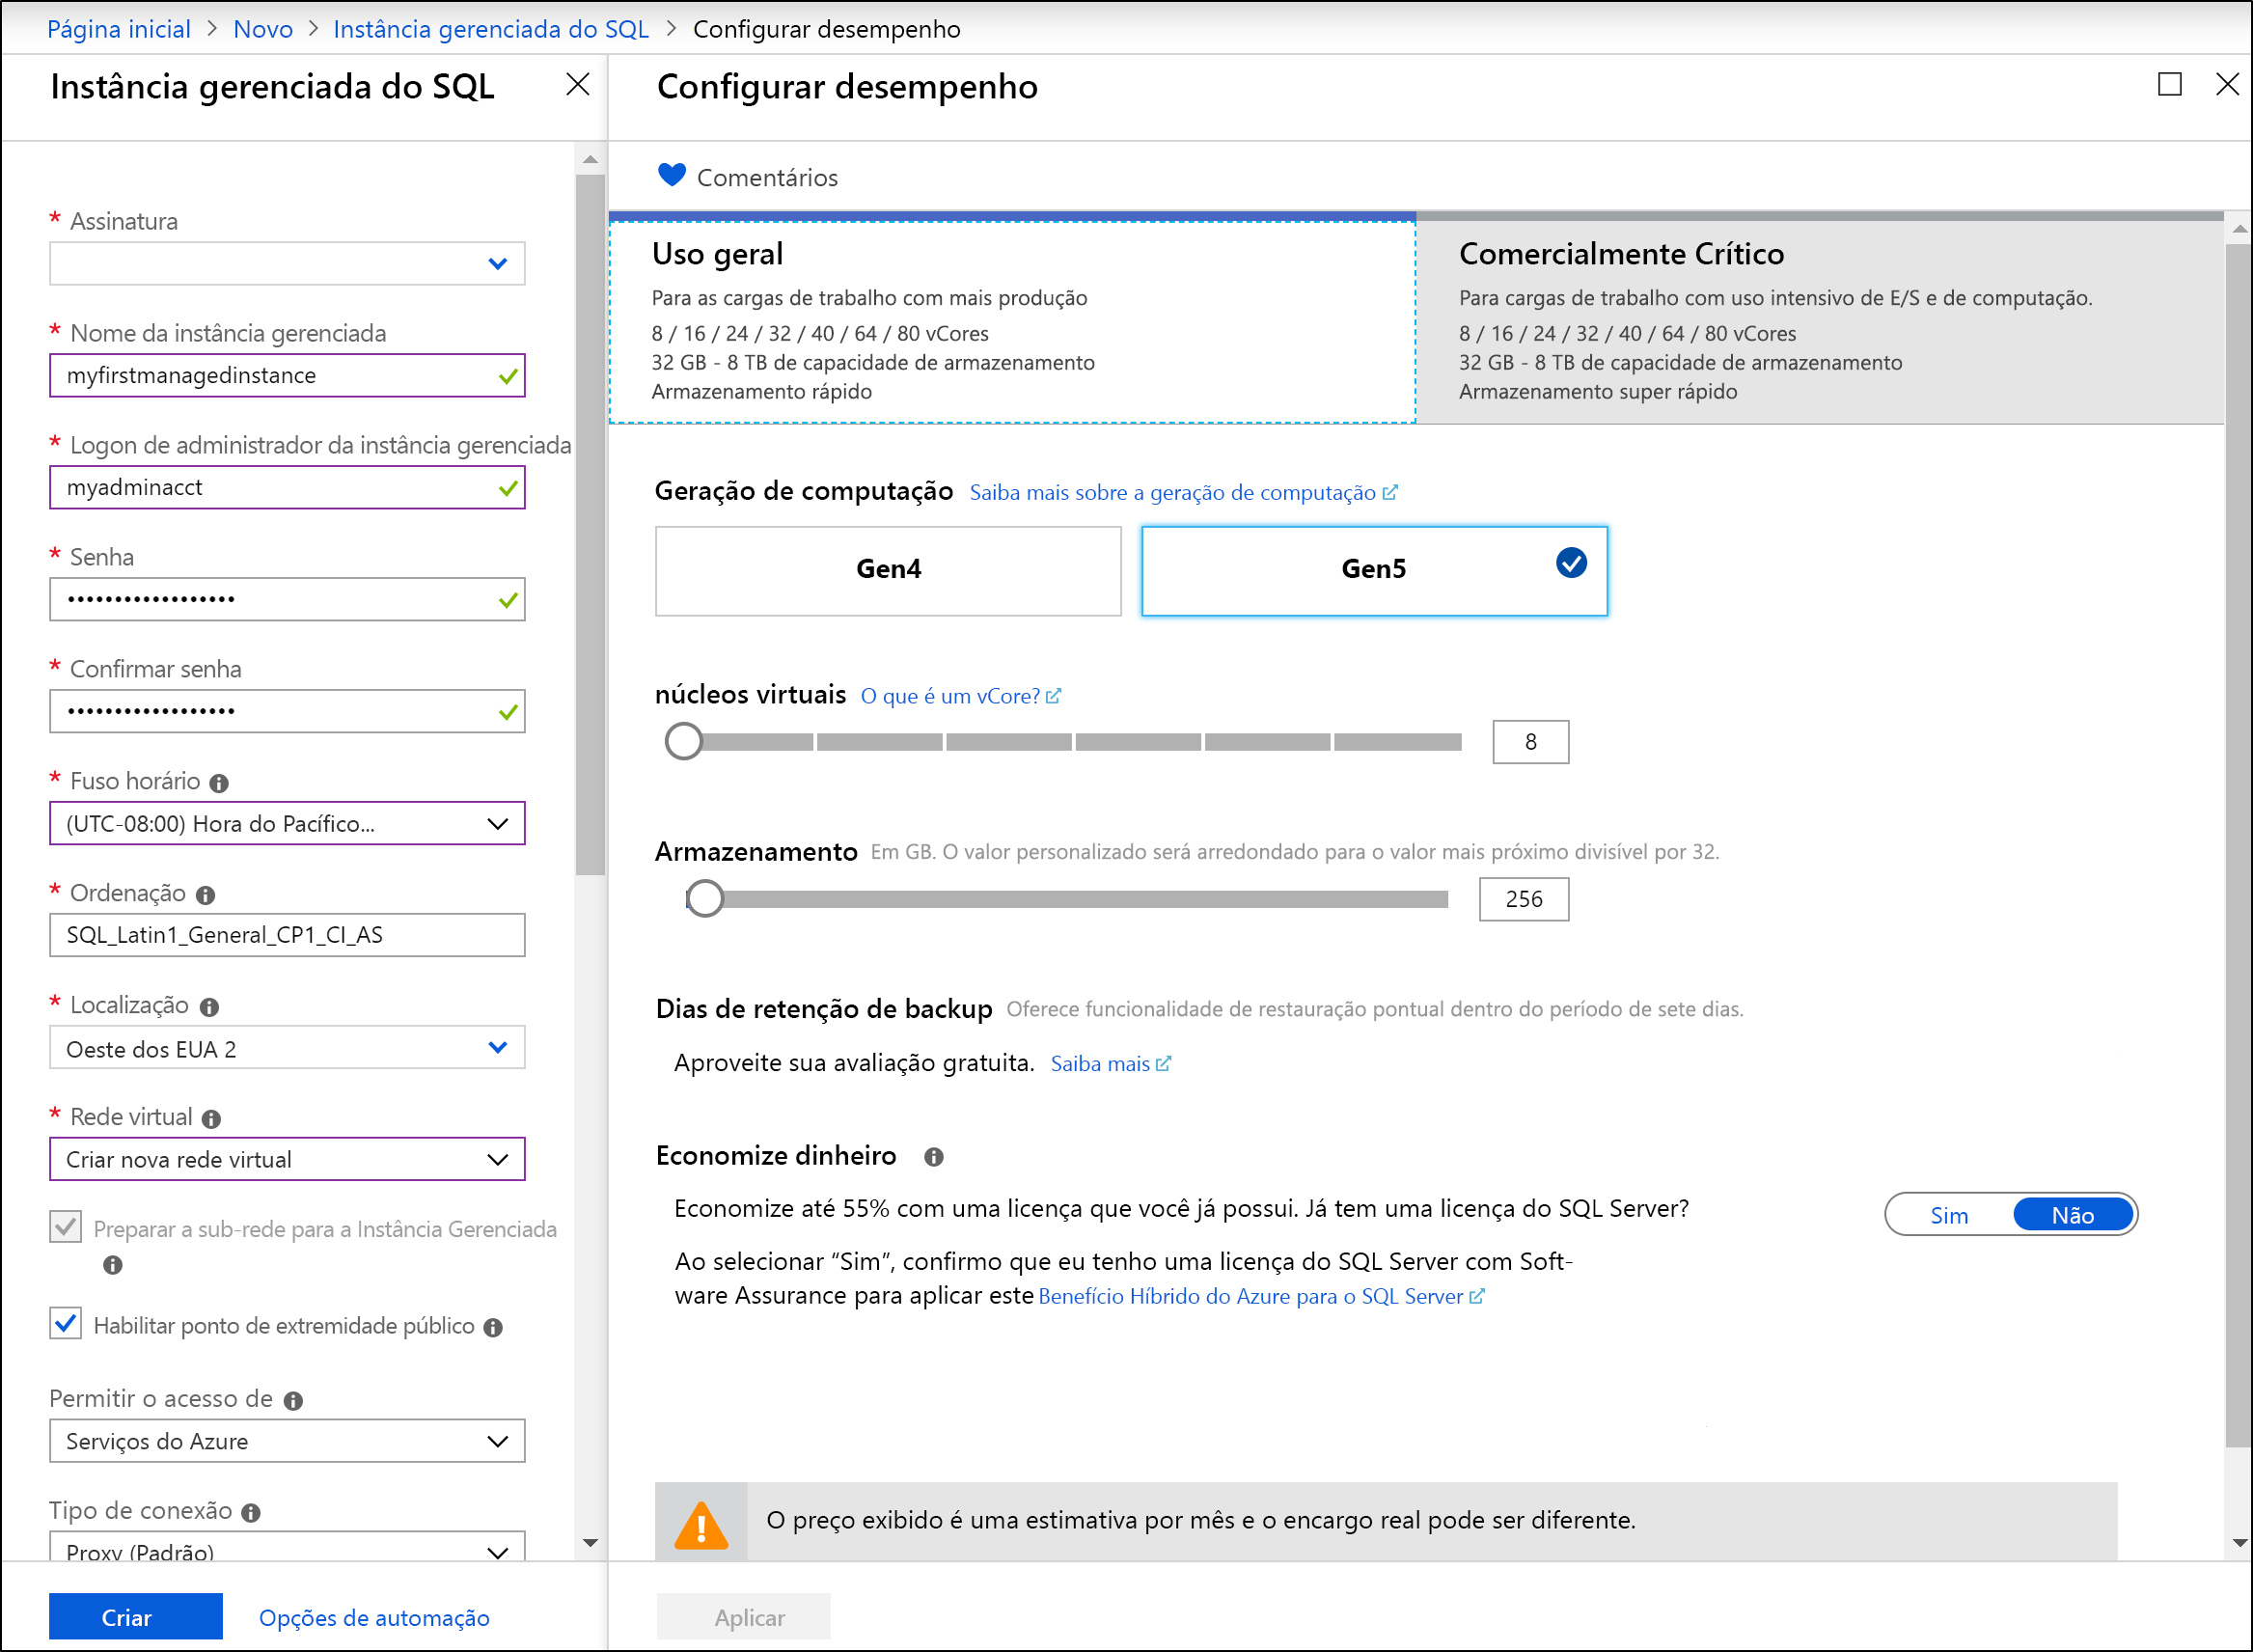 Página inicial > Novo > Instância gerenciada do SQL > Configurar desempenho
Instância gerenciada do SQL
* Assinatura
* Nome da instância gerenciada
myfirstmanagedinstance
* Logon de administrador da instância gerenciada
myadminacct
* Senha
••••••••••••••••••
* Confirmar senha
••••••••••••••••••
* Fuso horário
(UTC-08:00) Hora do Pacífico...
* Ordenação
SQL_Latin1_General_CP1_CI_AS
* Localização
Oeste dos EUA 2
* Rede virtual
Criar nova rede virtual
Preparar a sub-rede para a Instância Gerenciada
Habilitar ponto de extremidade público
Permitir o acesso de
Serviços do Azure
Tipo de conexão
Proxy (Padrão)
Criar
Opções de automação
Configurar desempenho
Comentários
Uso geral
Para as cargas de trabalho com mais produção
8 / 16 / 24 / 32 / 40 / 64 / 80 vCores
32 GB - 8 TB de capacidade de armazenamento
Armazenamento rápido
Comercialmente Crítico
Para cargas de trabalho com uso intensivo de E/S e de computação.
8 / 16 / 24 / 32 / 40 / 64 / 80 vCores
32 GB - 8 TB de capacidade de armazenamento
Armazenamento super rápido
Geração de computação Saiba mais sobre a geração de computação
Gen4
Gen5
núcleos virtuais O que é um vCore?
8
Armazenamento Em GB. O valor personalizado será arredondado para o valor mais próximo divisível por 32.
256
Dias de retenção de backup Oferece funcionalidade de restauração pontual dentro do período de sete dias.
Aproveite sua avaliação gratuita. Saiba mais
Economize dinheiro
Economize até 55% com uma licença que você já possui. Já tem uma licença do SQL Server?
Sim Não
Ao selecionar “Sim”, confirmo que eu tenho uma licença do SQL Server com Soft-
ware Assurance para aplicar este Benefício Híbrido do Azure para o SQL Server
O preço exibido é uma estimativa por mês e o encargo real pode ser diferente.
Aplicar